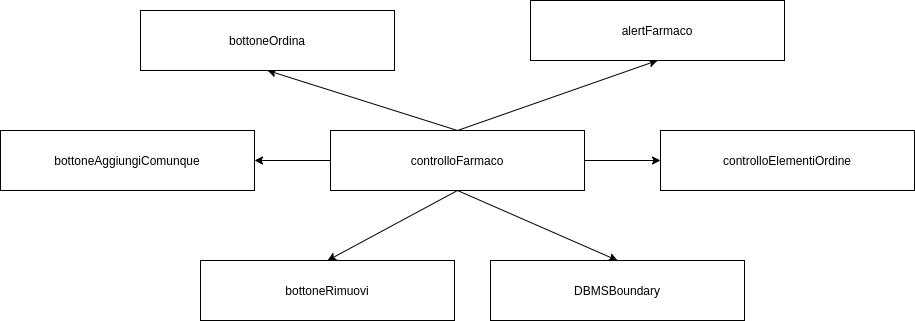 alertFarmaco
bottoneOrdina
bottoneAggiungiComunque
controlloFarmaco
controlloElementiOrdine
bottoneRimuovi
DBMSBoundary